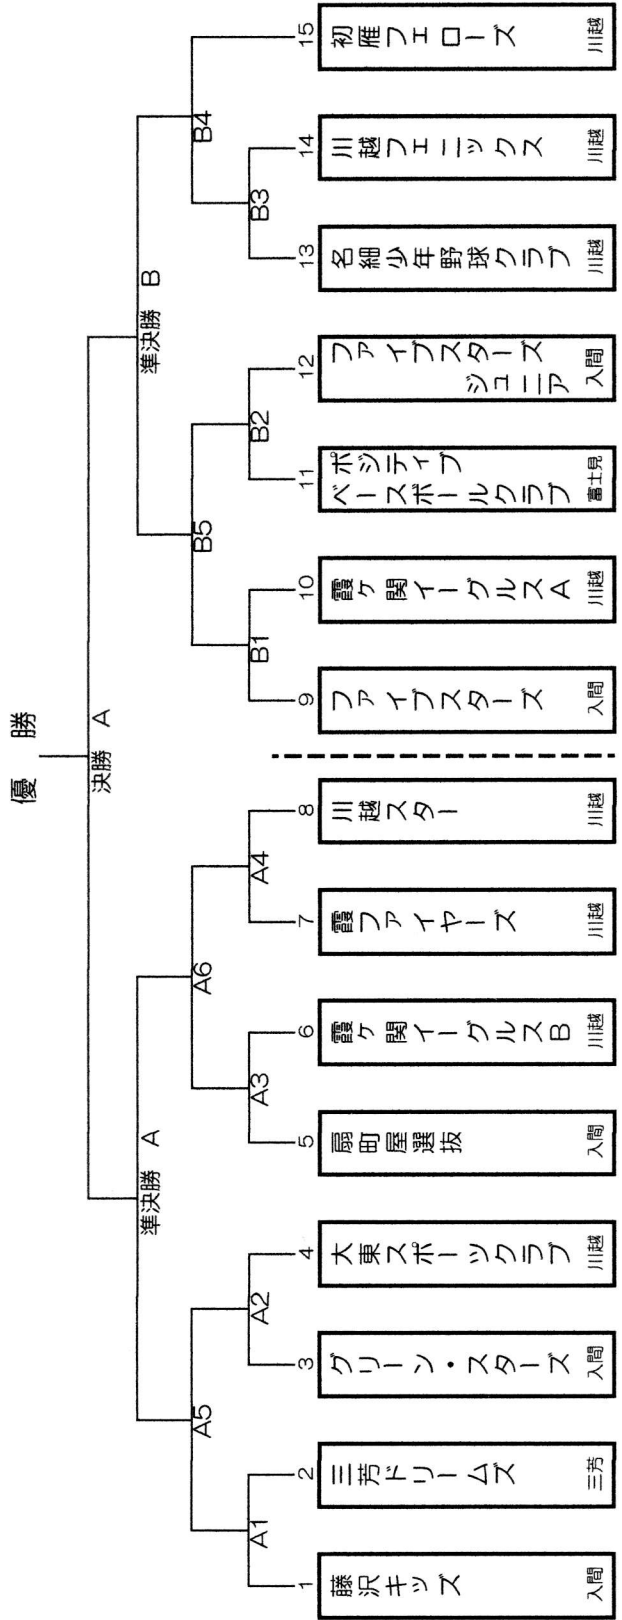 優 勝
決勝 A
準決勝 A
準決勝 B
A5
A6
B5
B4
A1
A2
A3
A4
B1
B2
B3
1
藤沢キッズ
入間
2
三芳ドリームズ
三芳
3
グリーン・スターズ
入間
4
大東スポーツクラブ
川越
5
扇町屋選抜
入間
6
霞ケ関イーグルスB
川越
7
霞ファイヤーズ
川越
8
川越スター
川越
9
ファイブスターズ
入間
10
霞ケ関イーグルスA
川越
11
ポジティブ
ベースボールクラブ
富士見
12
ファイブスターズ
ジュニア
入間
13
名細少年野球クラブ
川越
14
川越フェニックス
川越
15
初雁フェローズ
川越